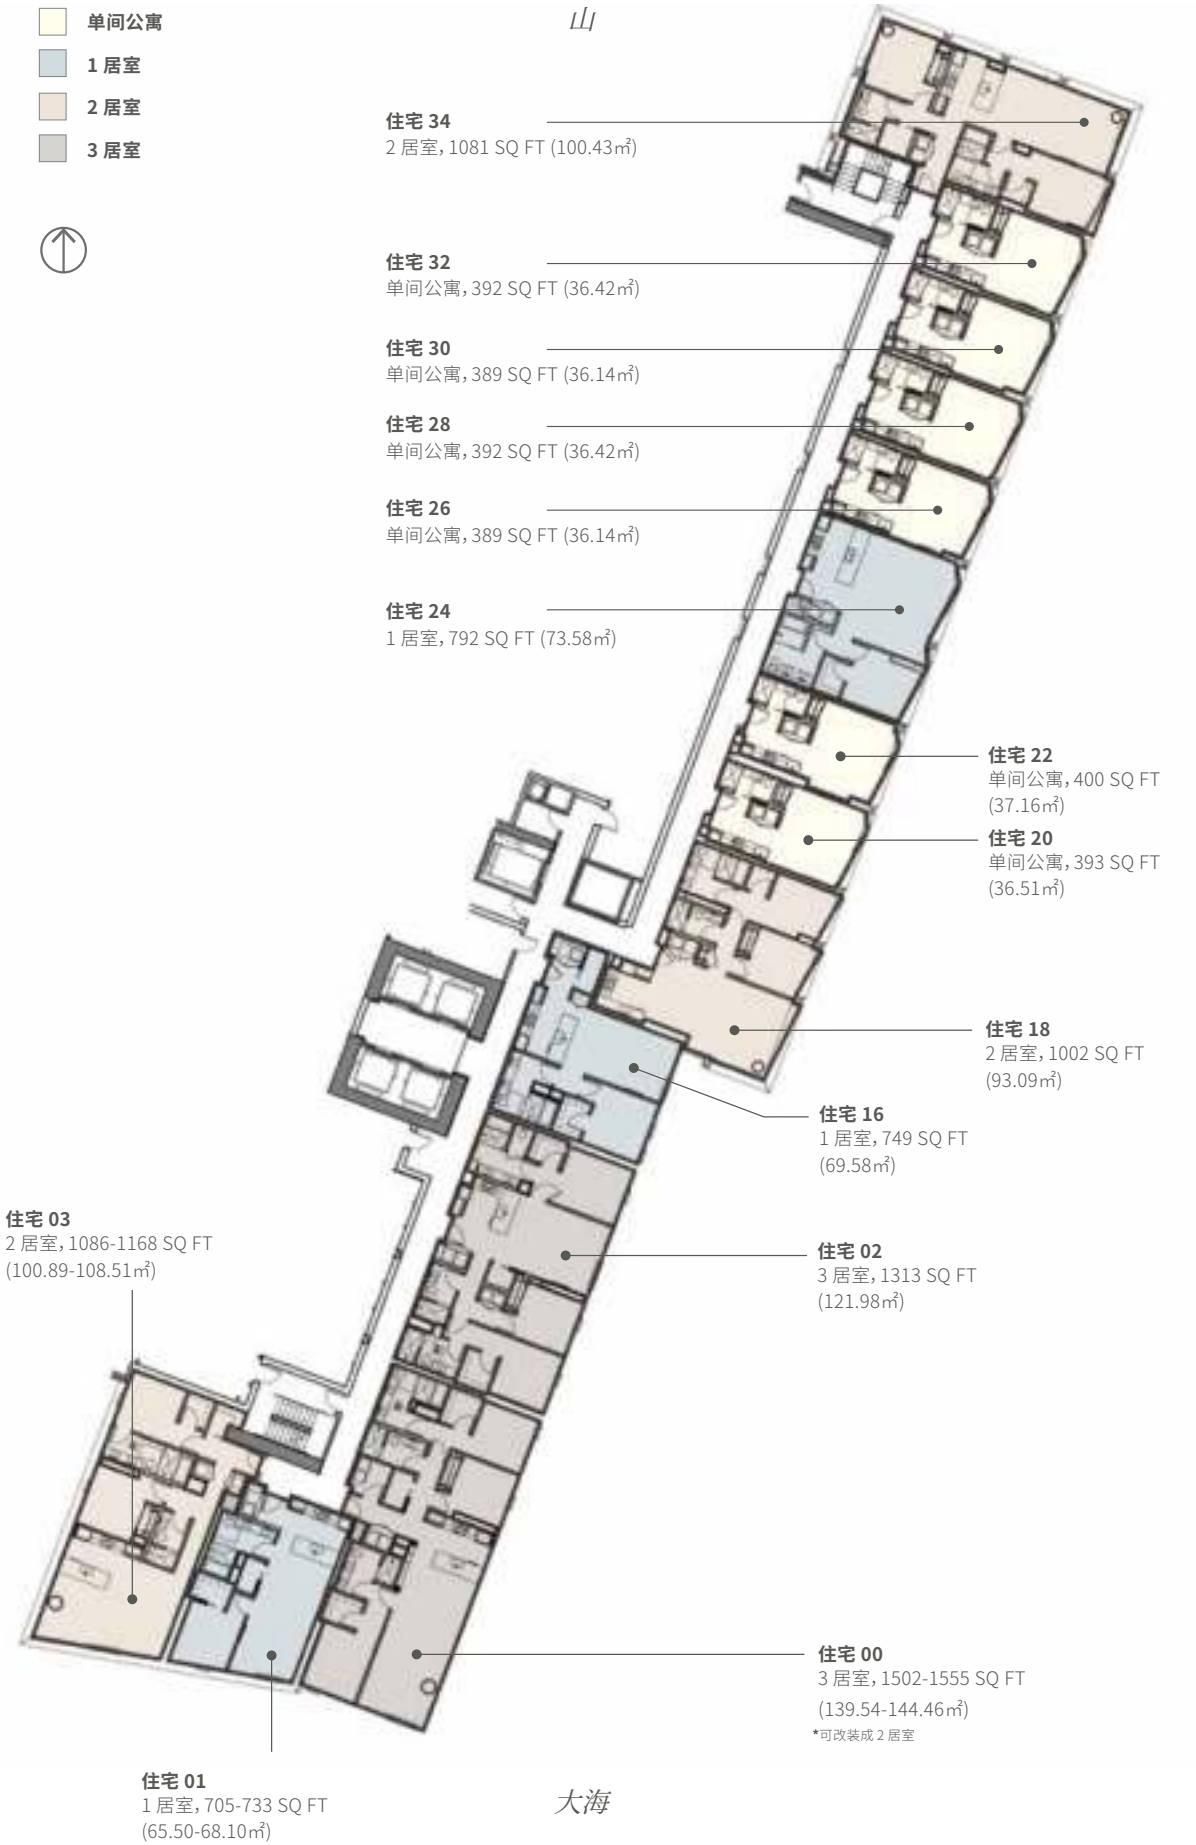 单间公寓
1 居室
2 居室
3 居室
山
住宅 34
2 居室，1081 SQ FT (100.43㎡)
住宅 32
单间公寓，392 SQ FT (36.42㎡)
住宅 30
单间公寓，389 SQ FT (36.14㎡)
住宅 28
单间公寓，392 SQ FT (36.42㎡)
住宅 26
单间公寓，389 SQ FT (36.14㎡)
住宅 24
1 居室，792 SQ FT (73.58㎡)
住宅 22
单间公寓，400 SQ FT
(37.16㎡)
住宅 20
单间公寓，393 SQ FT
(36.51㎡)
住宅 18
2 居室，1002 SQ FT
(93.09㎡)
住宅 16
1 居室，749 SQ FT
(69.58㎡)
住宅 03
2 居室，1086-1168 SQ FT
(100.89-108.51㎡)
住宅 02
3 居室，1313 SQ FT
(121.98㎡)
住宅 00
3 居室，1502-1555 SQ FT
(139.54-144.46㎡)
*可改装成 2 居室
住宅 01
1 居室，705-733 SQ FT
(65.50-68.10㎡)
大海